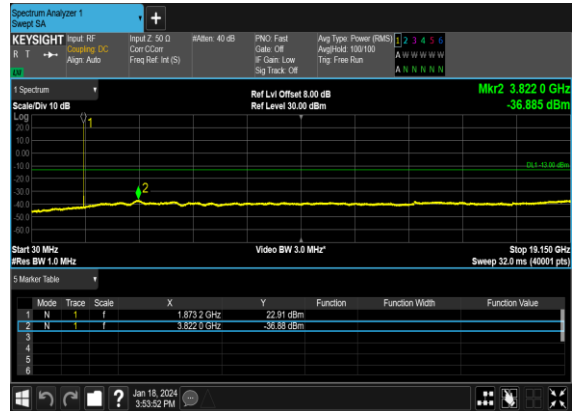 Spectrum Analyzer 1
Swept SA
+
KEYSIGHT Input: RF Input Z: 50 Ω #Atten: 40 dB PNO: Fast Avg Type: Power (RMS) 1 2 3 4 5 6
R T Coupling: DC Corr CCorr Gate: Off Avg|Hold: 100/100 A W W W W W
Align: Auto Freq Ref: Int (S) IF Gain: Low Trig: Free Run
Sig Track: Off A N N N N N
1 Spectrum Ref Lvl Offset 8.00 dB Mkr2 3.822 0 GHz
Scale/Div 10 dB Ref Level 30.00 dBm -36.885 dBm
Log
20.0
10.0
0.00
-10.0
-20.0
-30.0
-40.0
-50.0
-60.0
1
DL1 -13.00 dBm
2
Start 30 MHz Video BW 3.0 MHz* Stop 19.150 GHz
#Res BW 1.0 MHz Sweep 32.0 ms (40001 pts)
5 Marker Table
Mode Trace Scale X Y Function Function Width Function Value
1 N 1 f 1.873 2 GHz 22.91 dBm
2 N 1 f 3.822 0 GHz -36.88 dBm
3
4
5
6
? Jan 18, 2024
3:53:52 PM